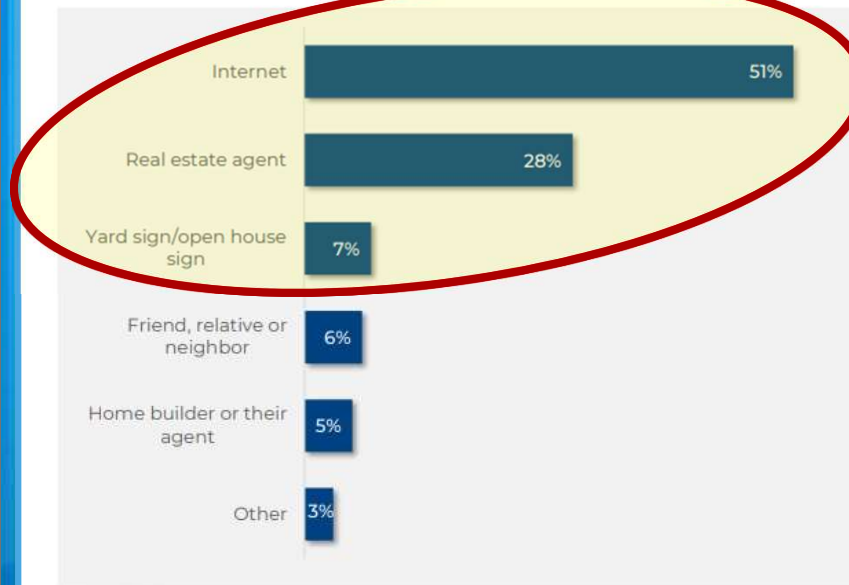 Internet 51%
Real estate agent 28%
Yard sign/open house
sign 7%
Friend, relative or
neighbor 6%
Home builder or their
agent 5%
Other 3%